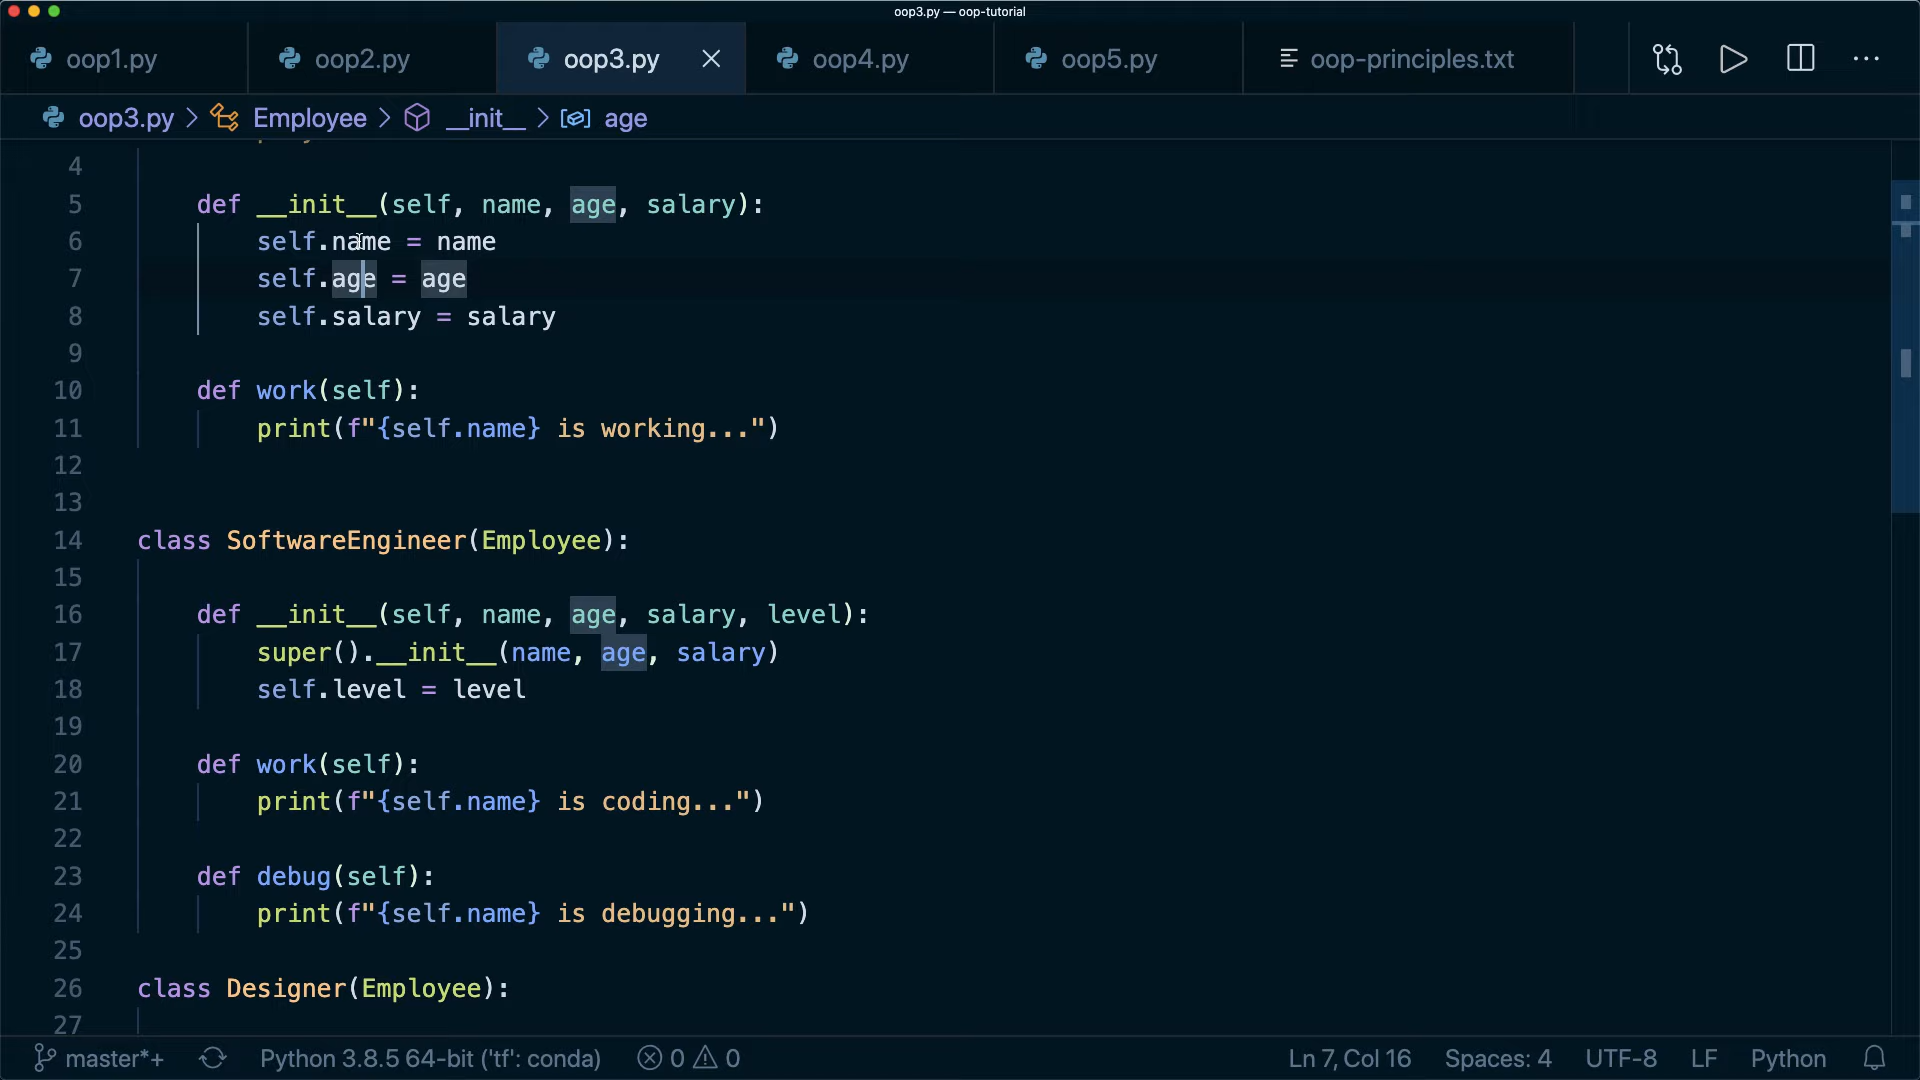 oop3.py — oop-tutorial
oop1.py oop2.py oop3.py oop4.py oop5.py oop-principles.txt ...
oop3.py > Employee > __init__ > age
4
5 def __init__(self, name, age, salary):
6 self.name = name
7 self.age = age
8 self.salary = salary
9
10 def work(self):
11 print(f"{self.name} is working...")
12
13
14 class SoftwareEngineer(Employee):
15
16 def __init__(self, name, age, salary, level):
17 super().__init__(name, age, salary)
18 self.level = level
19
20 def work(self):
21 print(f"{self.name} is coding...")
22
23 def debug(self):
24 print(f"{self.name} is debugging...")
25
26 class Designer(Employee):
27
master*+ Python 3.8.5 64-bit ('tf': conda) 0 0 Ln 7, Col 16 Spaces: 4 UTF-8 LF Python